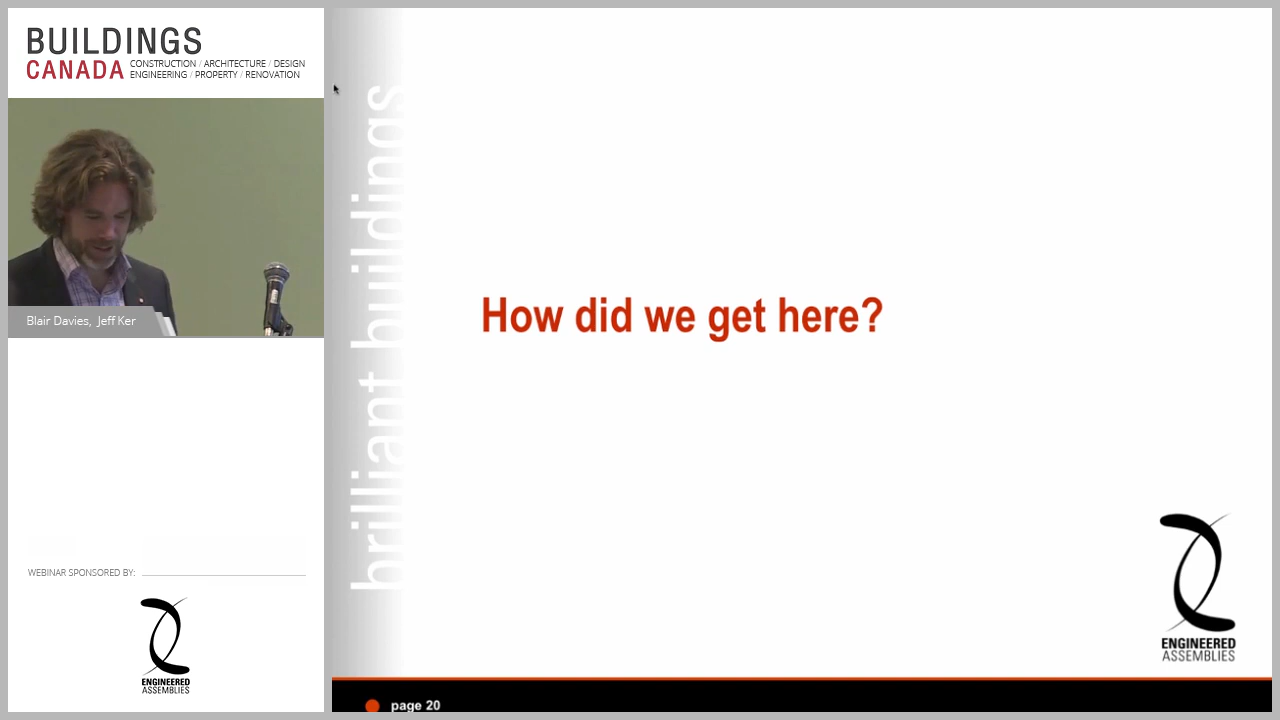 BUILDINGS
CANADA
CONSTRUCTION / ARCHITECTURE / DESIGN
ENGINEERING / PROPERTY / RENOVATION
Blair Davies, Jeff Ker
WEBINAR SPONSORED BY:
ENGINEERED
ASSEMBLIES
brilliant buildings
How did we get here?
ENGINEERED
ASSEMBLIES
page 20